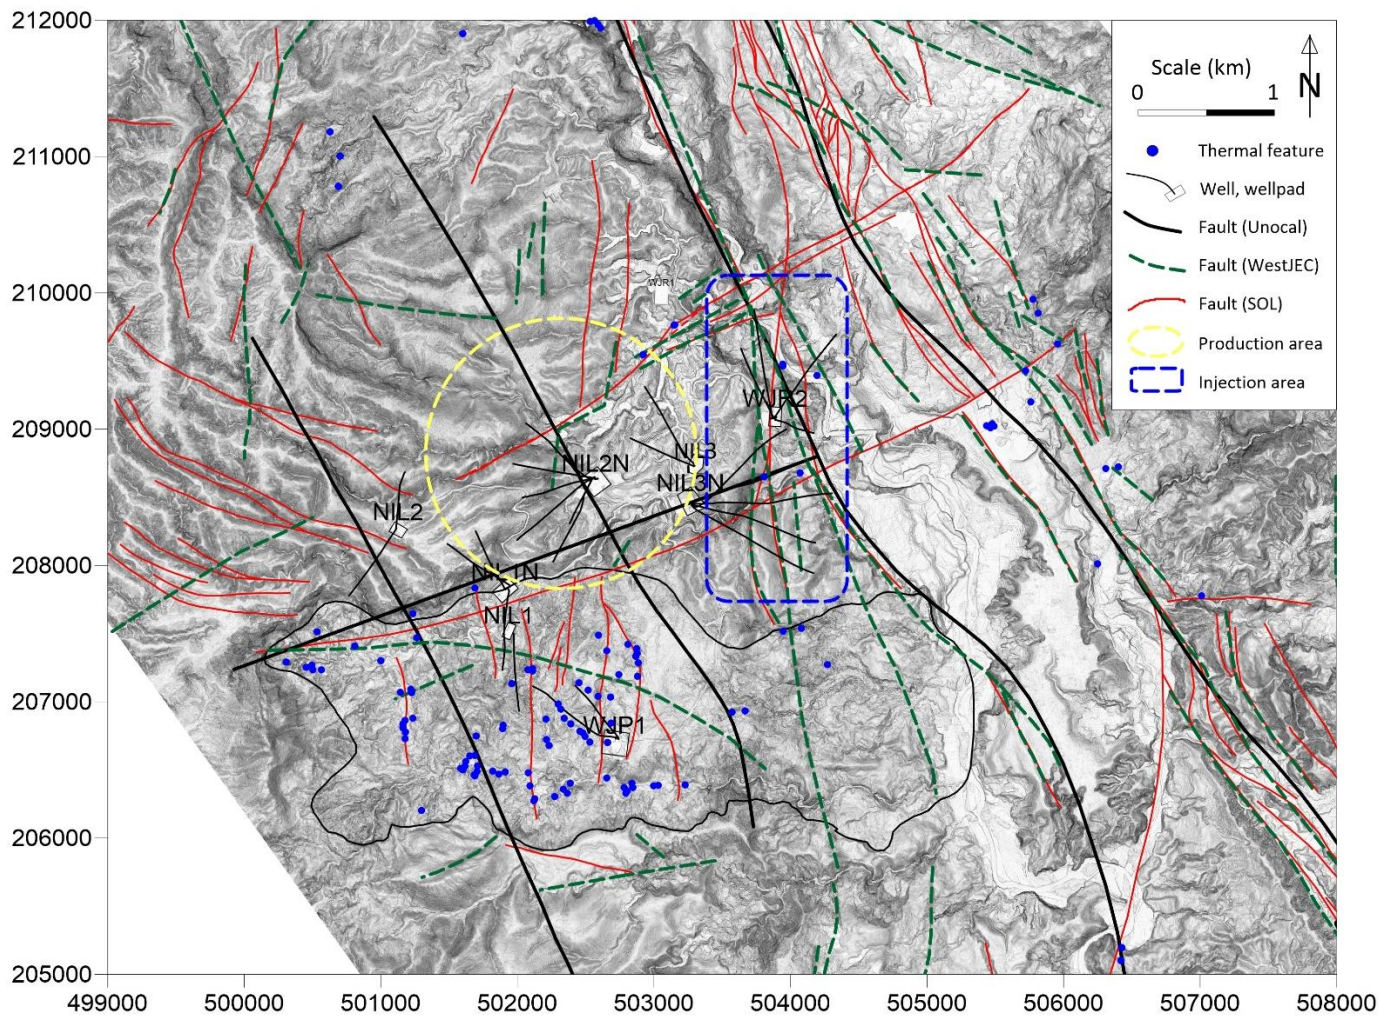 212000
211000
210000
209000
208000
207000
206000
205000
499000
500000
501000
502000
503000
504000
505000
506000
507000
508000
Scale (km)
0
1
N
Thermal feature
Well, wellpad
Fault (Unocal)
Fault (WestJEC)
Fault (SOL)
Production area
Injection area
WJR1
WJR2
NIL3
NIL2N
NIL3N
NIL2
NIL1N
NIL1
WJP1